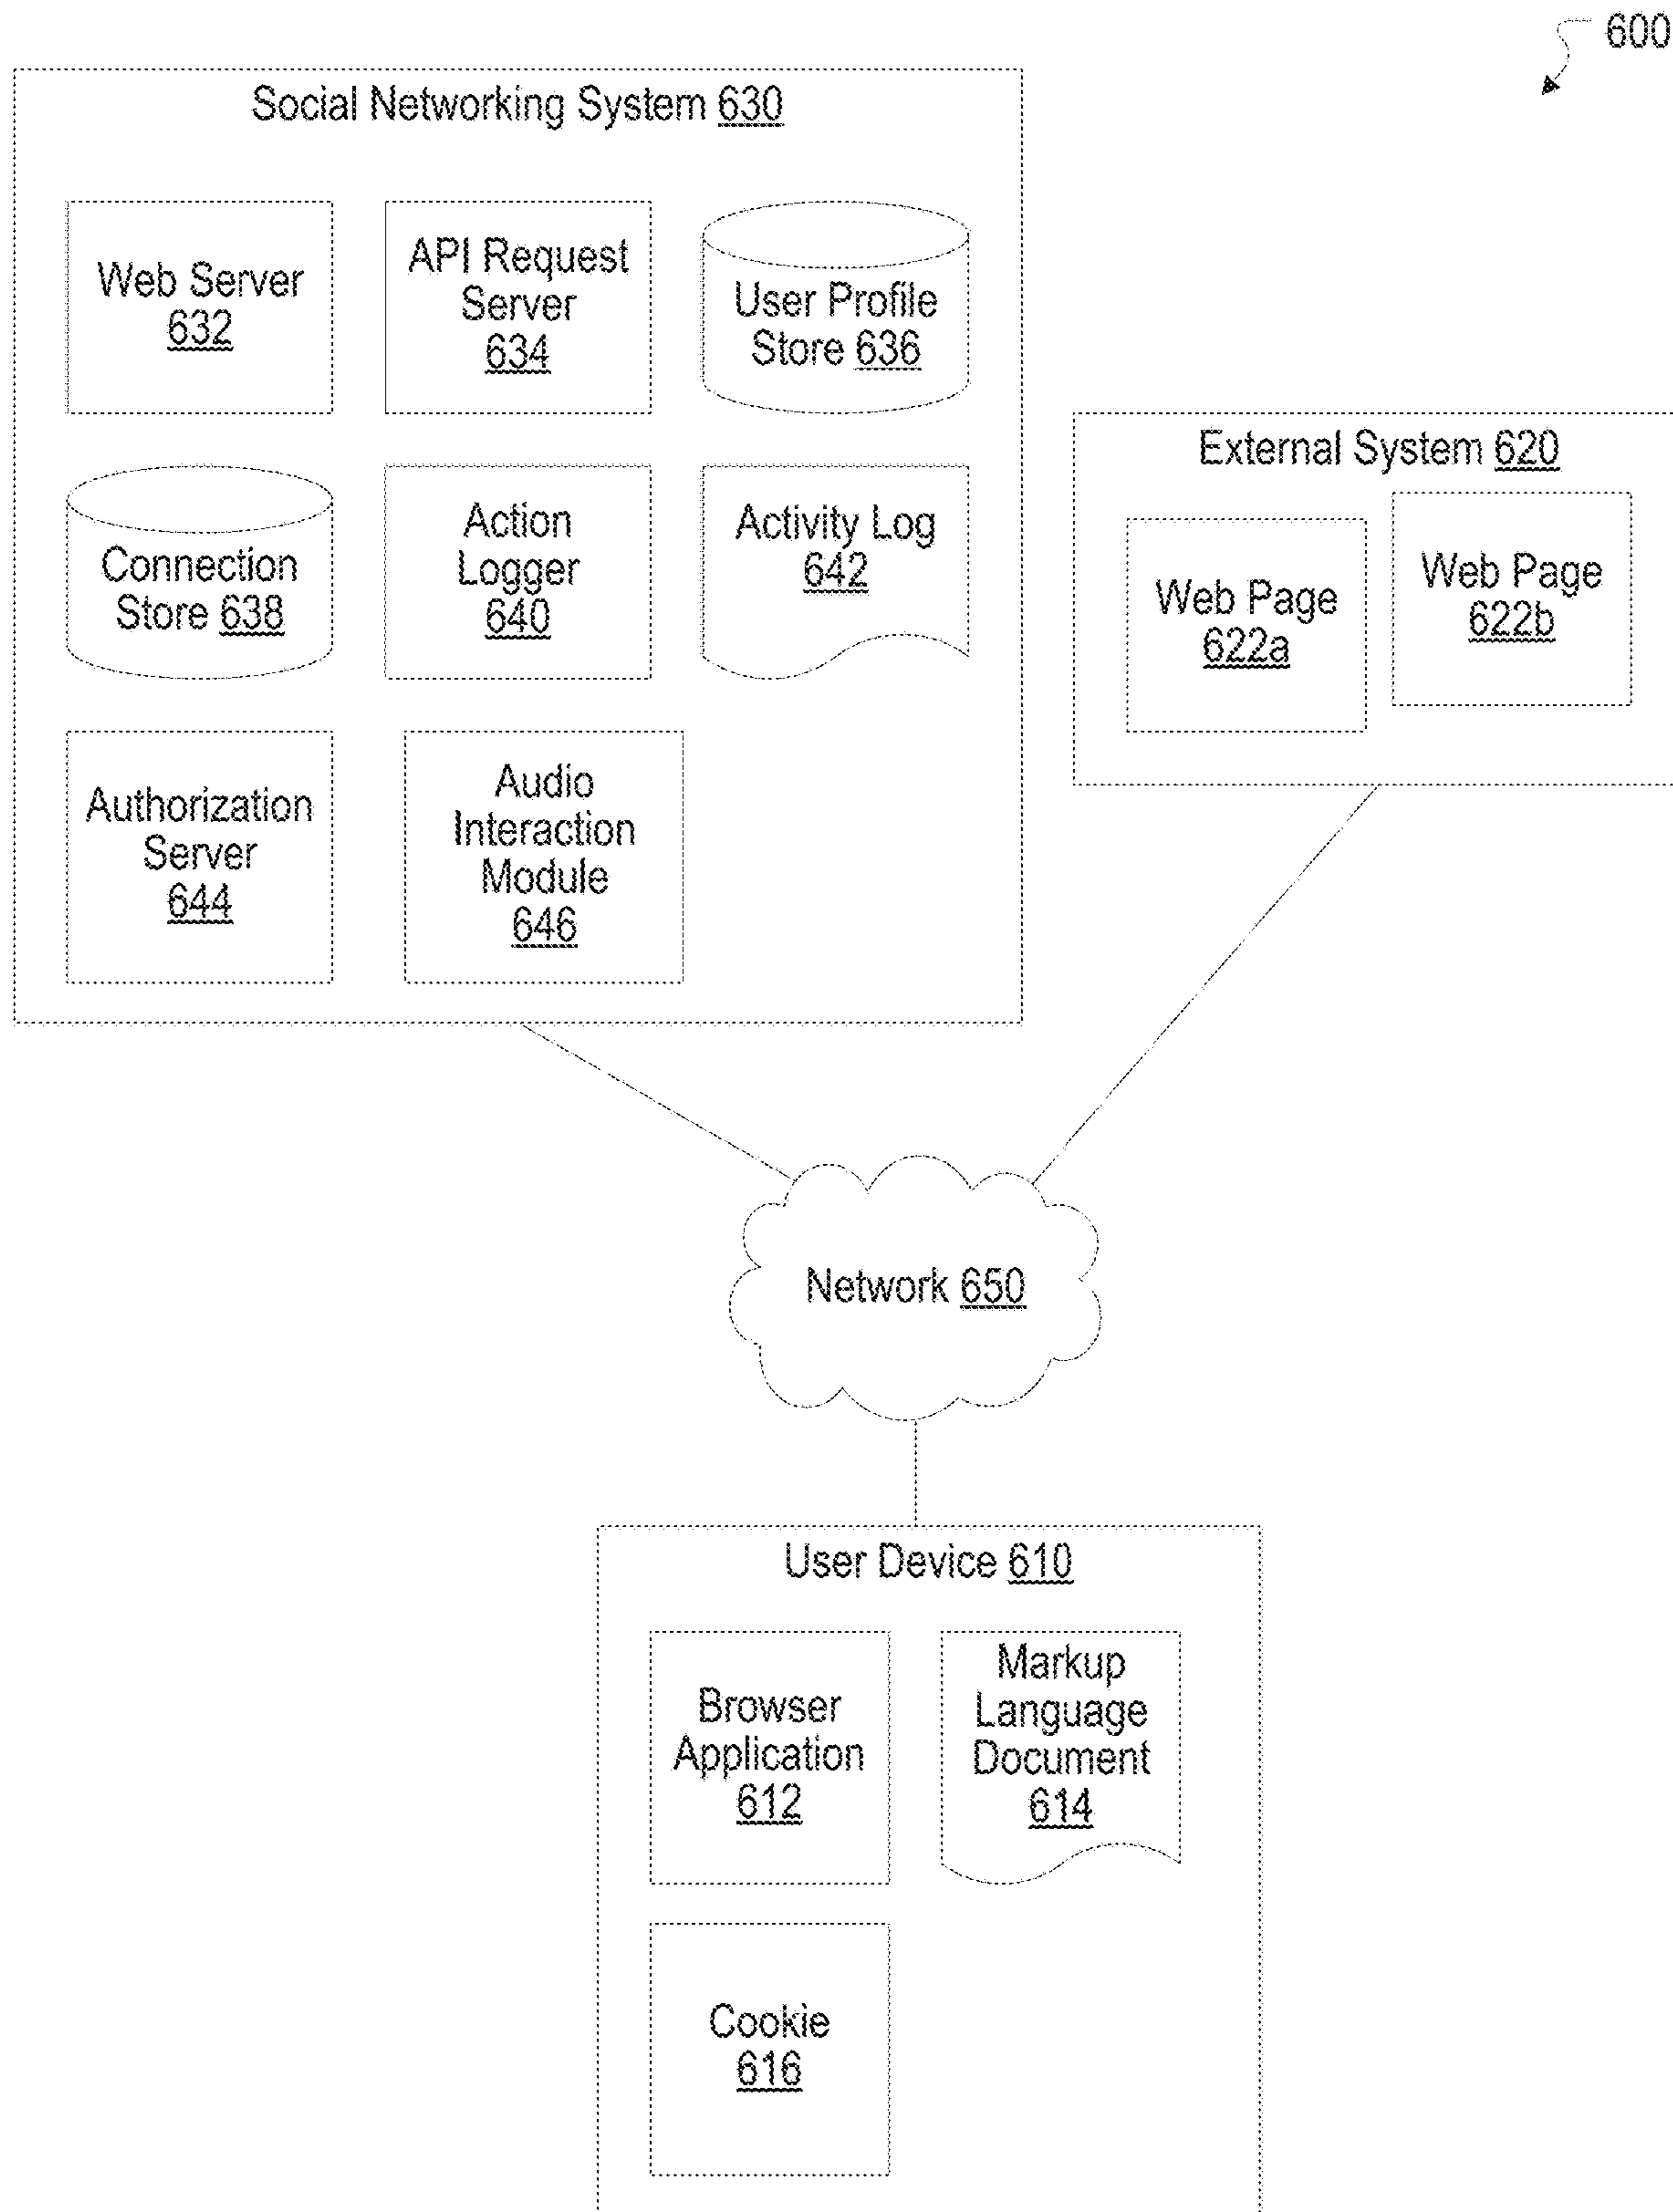 600
Social Networking System 630
Web Server
632
API Request
Server
634
User Profile
Store 636
Connection
Store 638
Action
Logger
640
Activity Log
642
Authorization
Server
644
Audio
Interaction
Module
646
External System 620
Web Page
622a
Web Page
622b
Network 650
User Device 610
Browser
Application
612
Markup
Language
Document
614
Cookie
616